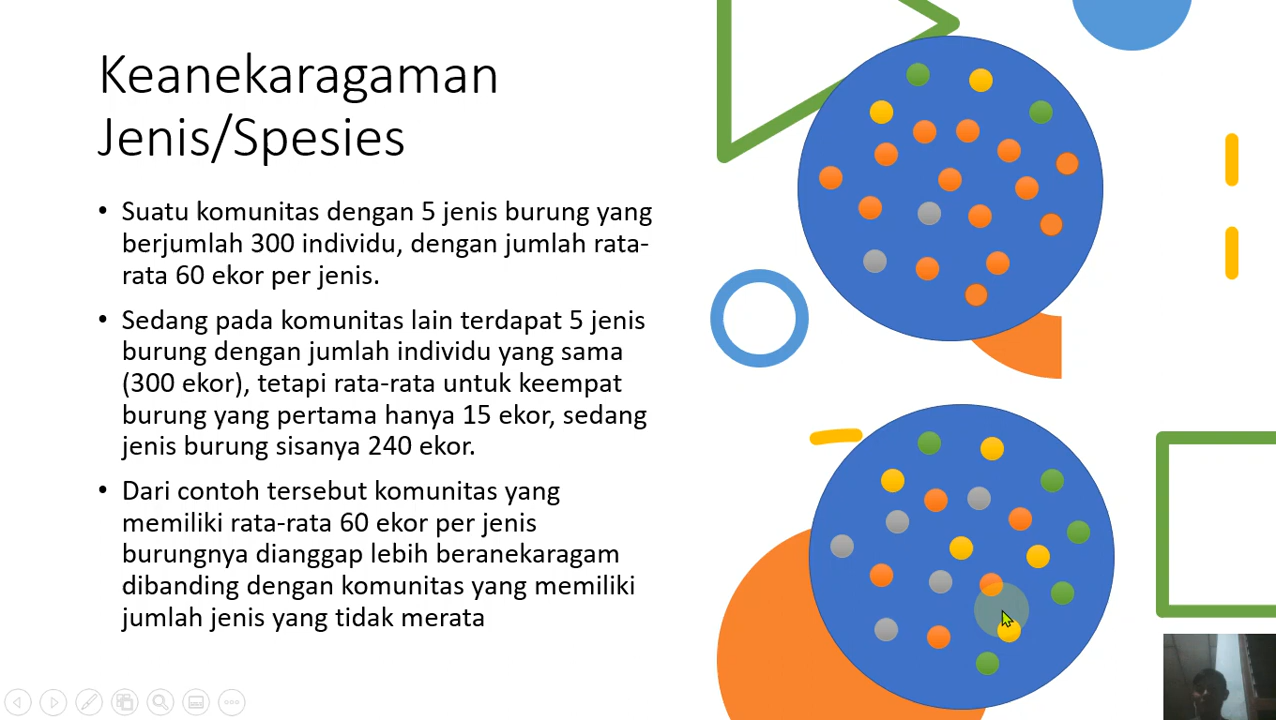 Keanekaragaman
Jenis/Spesies
• Suatu komunitas dengan 5 jenis burung yang
berjumlah 300 individu, dengan jumlah rata-
rata 60 ekor per jenis.
• Sedang pada komunitas lain terdapat 5 jenis
burung dengan jumlah individu yang sama
(300 ekor), tetapi rata-rata untuk keempat
burung yang pertama hanya 15 ekor, sedang
jenis burung sisanya 240 ekor.
• Dari contoh tersebut komunitas yang
memiliki rata-rata 60 ekor per jenis
burungnya dianggap lebih beranekaragam
dibanding dengan komunitas yang memiliki
jumlah jenis yang tidak merata